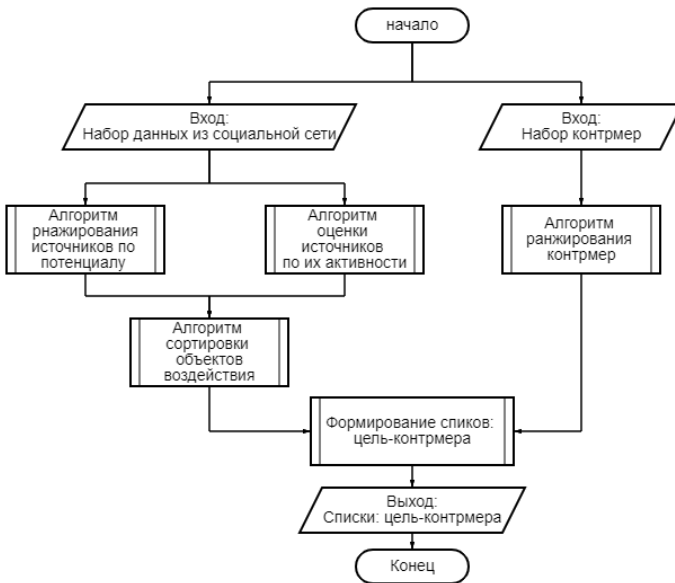 начало
Вход:
Набор данных из социальной сети
Вход:
Набор контрмер
Алгоритм
рнажирования
источников по
потенциалу
Алгоритм
оценки
источников
по их активности
Алгоритм
ранжирования
контрмер
Алгоритм
сортировки
объектов
воздействия
Формирование спиков:
цель-контрмера
Выход:
Списки: цель-контрмера
Конец